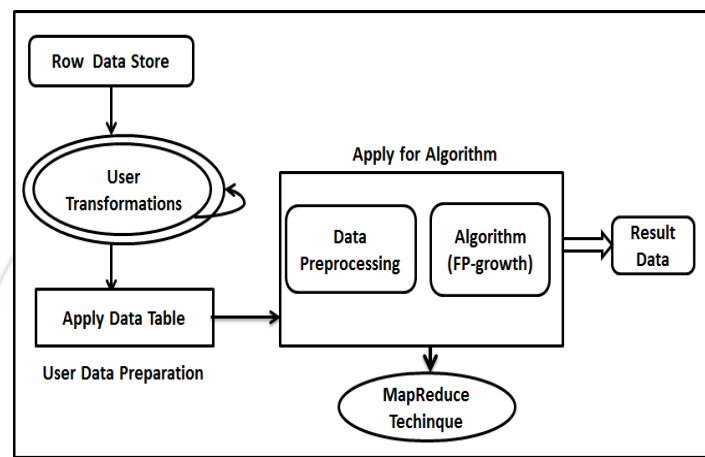 Row Data Store
User
Transformations
Apply Data Table
User Data Preparation
Apply for Algorithm
Data
Preprocessing
Algorithm
(FP-growth)
Result
Data
MapReduce
Techinque